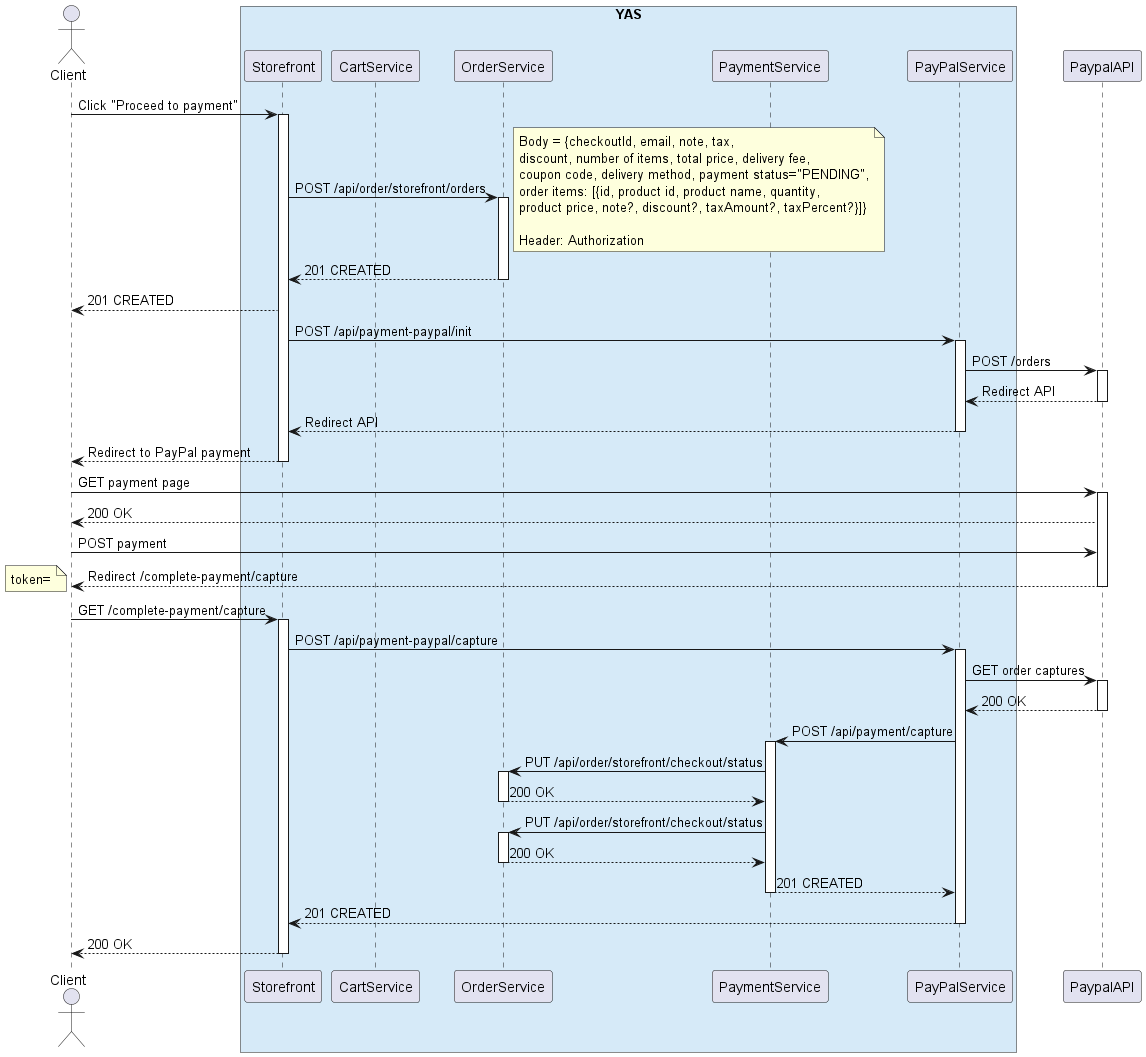 YAS
Client
Storefront
CartService
OrderService
PaymentService
PayPalService
PaypalAPI
Click "Proceed to payment"
Body = {checkoutId, email, note, tax,
discount, number of items, total price, delivery fee,
coupon code, delivery method, payment status="PENDING",
order items: [{id, product id, product name, quantity,
product price, note?, discount?, taxAmount?, taxPercent?}]}
Header: Authorization
POST /api/order/storefront/orders
201 CREATED
201 CREATED
POST /api/payment-paypal/init
POST /orders
Redirect API
Redirect API
Redirect to PayPal payment
GET payment page
200 OK
POST payment
token=
Redirect /complete-payment/capture
GET /complete-payment/capture
POST /api/payment-paypal/capture
GET order captures
200 OK
POST /api/payment/capture
PUT /api/order/storefront/checkout/status
200 OK
PUT /api/order/storefront/checkout/status
200 OK
201 CREATED
201 CREATED
200 OK
Client
Storefront
CartService
OrderService
PaymentService
PayPalService
PaypalAPI